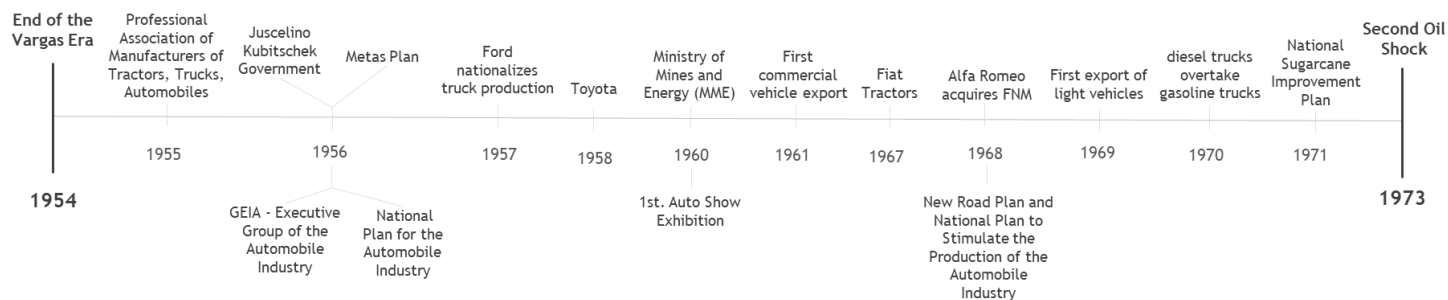 End of the
Vargas Era
1954
Professional
Association of
Manufacturers of
Tractors, Trucks,
Automobiles
1955
Juscelino
Kubitschek
Government
Metas Plan
1956
GEIA - Executive
Group of the
Automobile
Industry
National
Plan for the
Automobile
Industry
Ford
nationalizes
truck production
1957
Toyota
1958
Ministry of
Mines and
Energy (MME)
1960
1st. Auto Show
Exhibition
First
commercial
vehicle export
1961
Fiat
Tractors
1967
Alfa Romeo
acquires FNM
1968
New Road Plan and
National Plan to
Stimulate the
Production of the
Automobile
Industry
First export of
light vehicles
1969
diesel trucks
overtake
gasoline trucks
1970
National
Sugarcane
Improvement
Plan
1971
Second Oil
Shock
1973